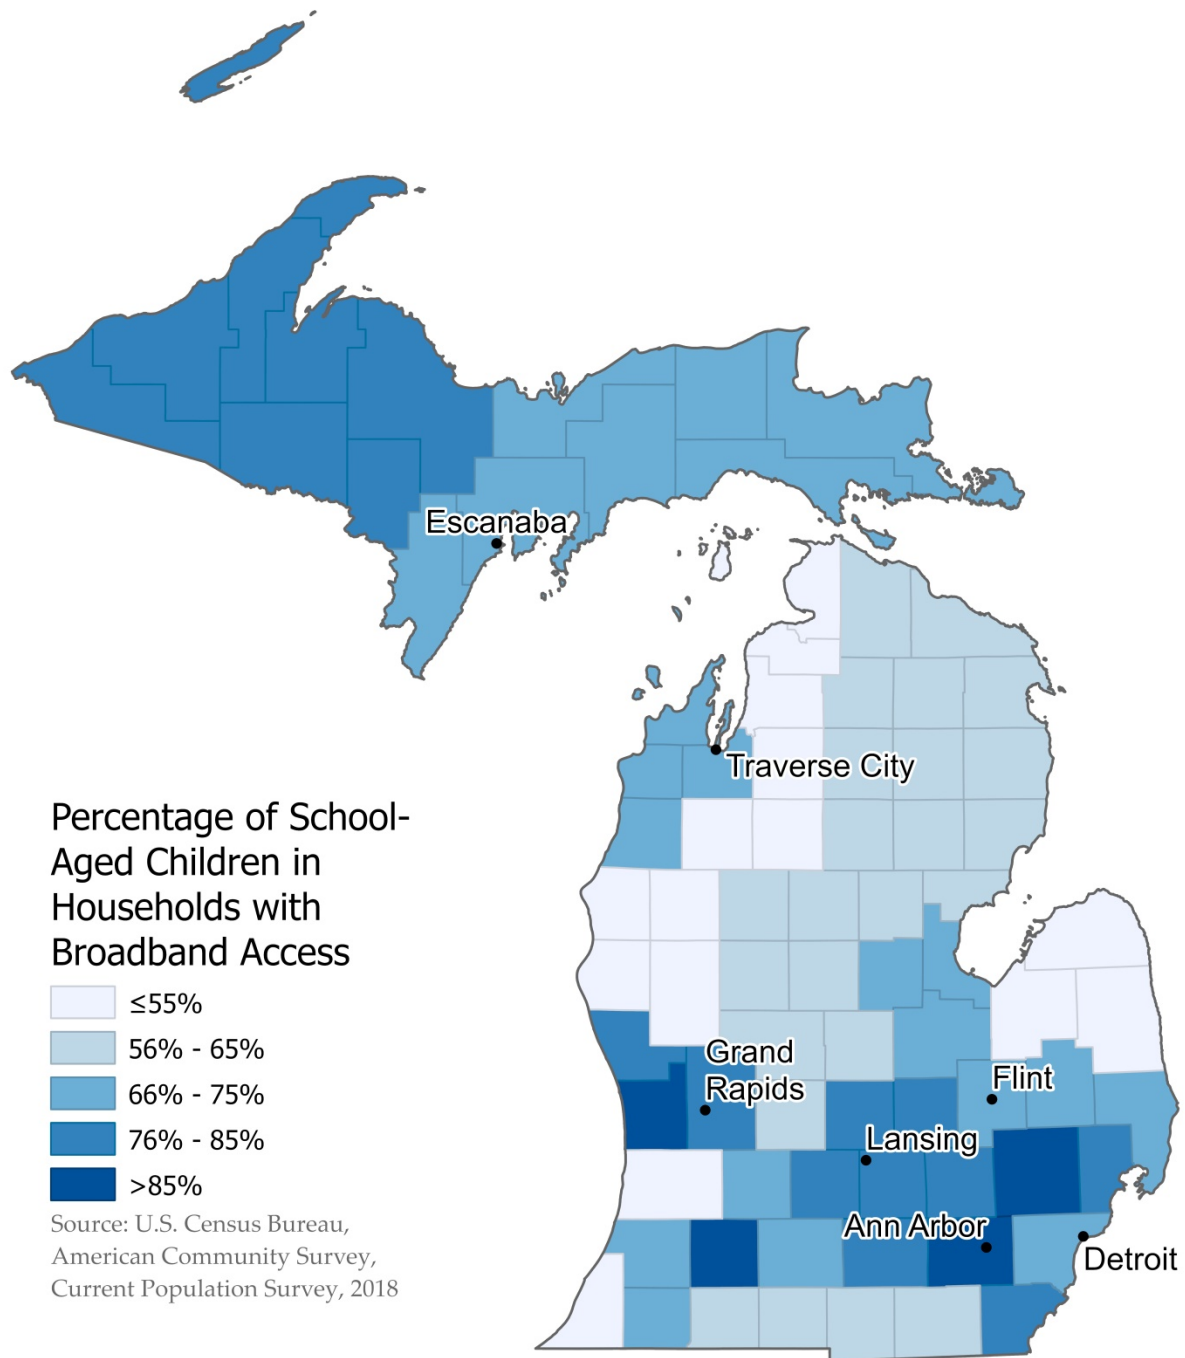 Escanaba
Traverse City
Percentage of School-
Aged Children in
Households with
Broadband Access
≤55%
56% - 65%
66% - 75%
76% - 85%
>85%
Source: U.S. Census Bureau,
American Community Survey,
Current Population Survey, 2018
Grand
Rapids
Flint
Lansing
Ann Arbor
Detroit